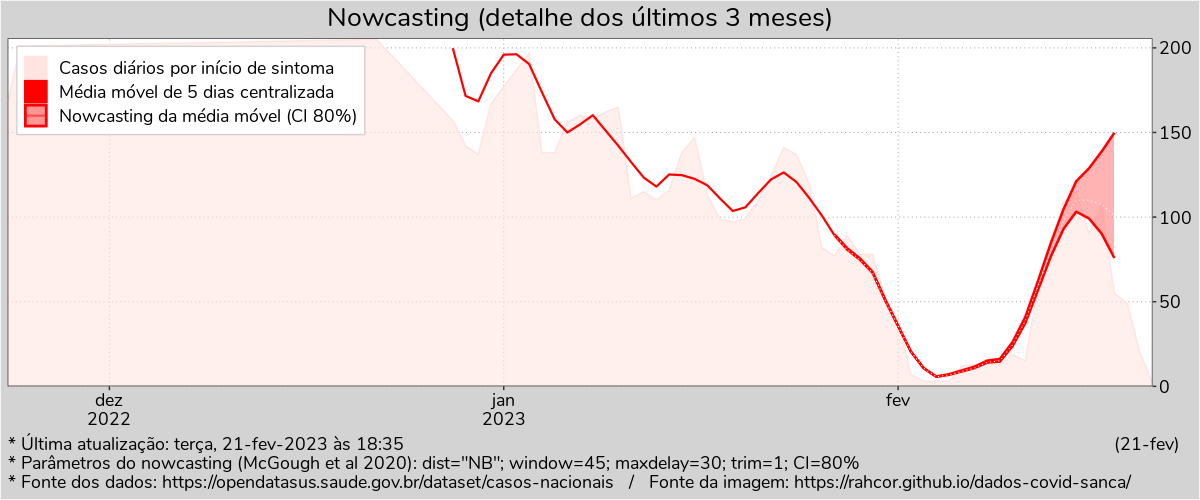 Nowcasting (detalhe dos últimos 3 meses)
Casos diários por início de sintoma
Média móvel de 5 dias centralizada
Nowcasting da média móvel (CI 80%)
200
150
100
50
0
dez
2022
jan
2023
fev
* Última atualização: terça, 21-fev-2023 às 18:35
(21-fev)
* Parâmetros do nowcasting (McGough et al 2020): dist="NB"; window=45; maxdelay=30; trim=1; CI=80%
* Fonte dos dados: https://opendatasus.saude.gov.br/dataset/casos-nacionais / Fonte da imagem: https://rahcor.github.io/dados-covid-sanca/